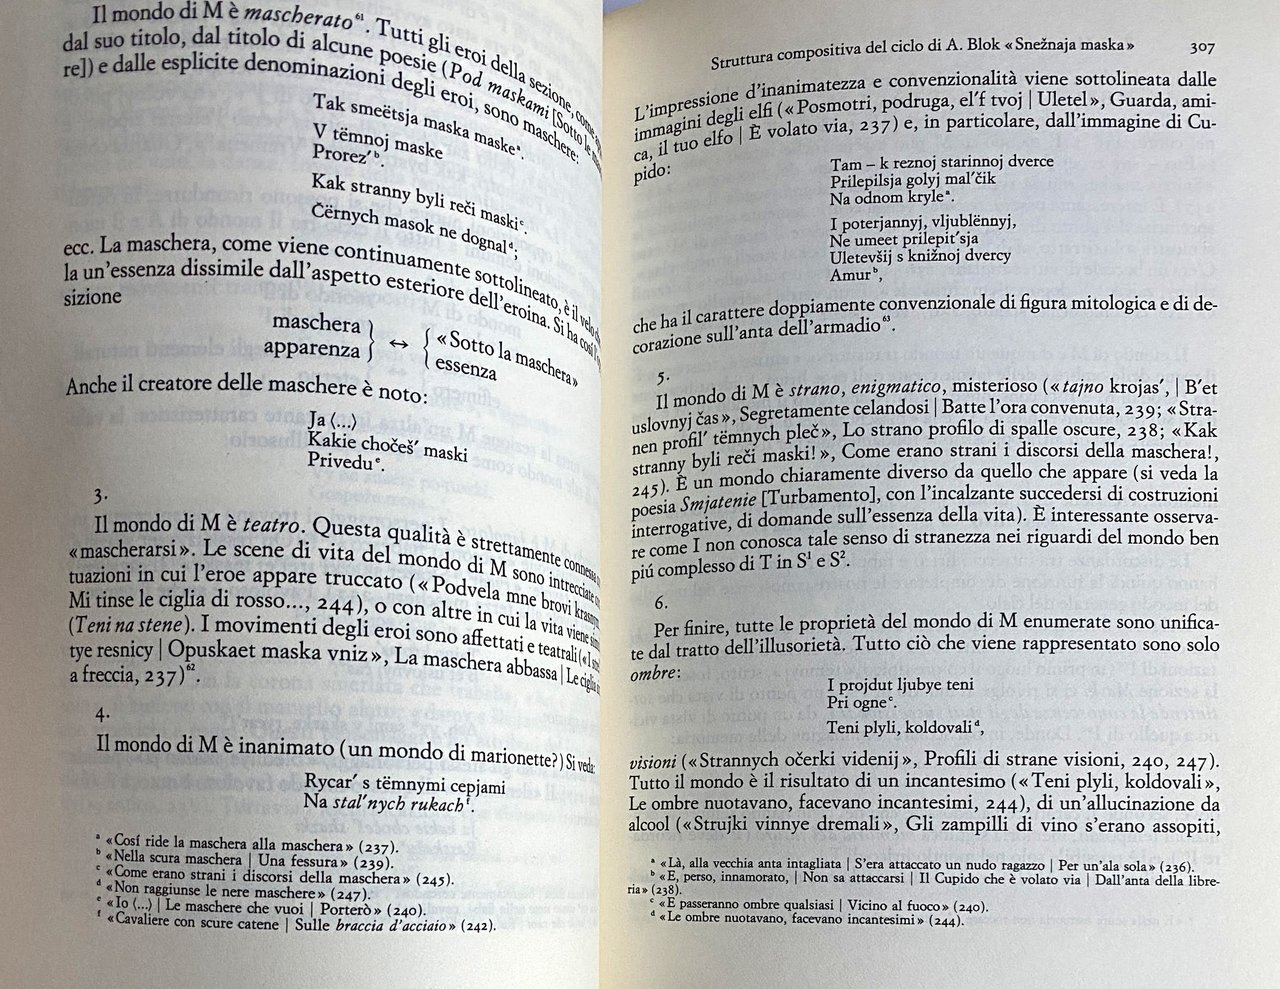 Il mondo di M è mascherato⁶¹. Tutti gli eroi della sezione, come
dal suo titolo, dal titolo di alcune poesie (Pod maskami [Sotto le
re]) e dalle esplicite denominazioni degli eroi, sono maschere:
Tak smeëtsja maska maskeᵃ.
V tëmnoj maske
Prorez′ᵇ.
Kak stranny byli reči maskiᶜ.
Čërnych masok ne dognalᵈ,
ecc. La maschera, come viene continuamente sottolineato, è il velo
la un'essenza dissimile dall'aspetto esteriore dell'eroina. Si ha cosí
sizione
maschera } ↔ { «Sotto la maschera»
apparenza } { essenza
Anche il creatore delle maschere è noto:
Ja ⟨...⟩
Kakie chočeš′ maski
Priveduᵉ.
3.
Il mondo di M è teatro. Questa qualità è strettamente connessa
«mascherarsi». Le scene di vita del mondo di M sono intrecciate
tuazioni in cui l'eroe appare truccato («Podvela mne brovi krasnym
Mi tinse le ciglia di rosso..., 244), o con altre in cui la vita viene
(Teni na stene). I movimenti degli eroi sono affettati e teatrali («I
tye resnicy | Opuskaet maska vniz», La maschera abbassa | Le ciglia
a freccia, 237)⁶².
4.
Il mondo di M è inanimato (un mondo di marionette?) Si veda:
Rycar′ s tëmnymi cepjami
Na stal′nych rukachᶠ.
ᵃ «Cosí ride la maschera alla maschera» (237).
ᵇ «Nella scura maschera | Una fessura» (239).
ᶜ «Come erano strani i discorsi della maschera» (245).
ᵈ «Non raggiunse le nere maschere» (247).
ᵉ «Io ⟨...⟩ | Le maschere che vuoi | Porterò» (240).
ᶠ «Cavaliere con scure catene | Sulle braccia d'acciaio» (242).
Struttura compositiva del ciclo di A. Blok «Snežnaja maska» 307
L'impressione d'inanimatezza e convenzionalità viene sottolineata dalle
immagini degli elfi («Posmotri, podruga, el′f tvoj | Uletel», Guarda, ami-
ca, il tuo elfo | È volato via, 237) e, in particolare, dall'immagine di Cu-
pido:
Tam – k reznoj starinnoj dverce
Prilepilsja golyj mal′čik
Na odnom kryleᵃ.
I poterjannyj, vljublënnyj,
Ne umeet prilepit′sja
Uletevšij s knižnoj dvercy
Amurᵇ,
che ha il carattere doppiamente convenzionale di figura mitologica e di de-
corazione sull'anta dell'armadio⁶³.
5.
Il mondo di M è strano, enigmatico, misterioso («tajno krojas′, | B′et
uslovnyj čas», Segretamente celandosi | Batte l'ora convenuta, 239; «Stra-
nen profil′ tëmnych pleč», Lo strano profilo di spalle oscure, 238; «Kak
stranny byli reči maski!», Come erano strani i discorsi della maschera!,
245). È un mondo chiaramente diverso da quello che appare (si veda la
poesia Smjatenie [Turbamento], con l'incalzante succedersi di costruzioni
interrogative, di domande sull'essenza della vita). È interessante osserva-
re come I non conosca tale senso di stranezza nei riguardi del mondo ben
piú complesso di T in S¹ e S².
6.
Per finire, tutte le proprietà del mondo di M enumerate sono unifica-
te dal tratto dell'illusorietà. Tutto ciò che viene rappresentato sono solo
ombre:
I projdut ljubye teni
Pri ogneᶜ.
Teni plyli, koldovaliᵈ,
visioni («Strannych očerki videnij», Profili di strane visioni, 240, 247).
Tutto il mondo è il risultato di un incantesimo («Teni plyli, koldovali»,
Le ombre nuotavano, facevano incantesimi, 244), di un'allucinazione da
alcool («Strujki vinnye dremali», Gli zampilli di vino s'erano assopiti,
ᵃ «Là, alla vecchia anta intagliata | S'era attaccato un nudo ragazzo | Per un'ala sola» (236).
ᵇ «E, perso, innamorato, | Non sa attaccarsi | Il Cupido che è volato via | Dall'anta della libre-
ria» (238).
ᶜ «E passeranno ombre qualsiasi | Vicino al fuoco» (240).
ᵈ «Le ombre nuotavano, facevano incantesimi» (244).